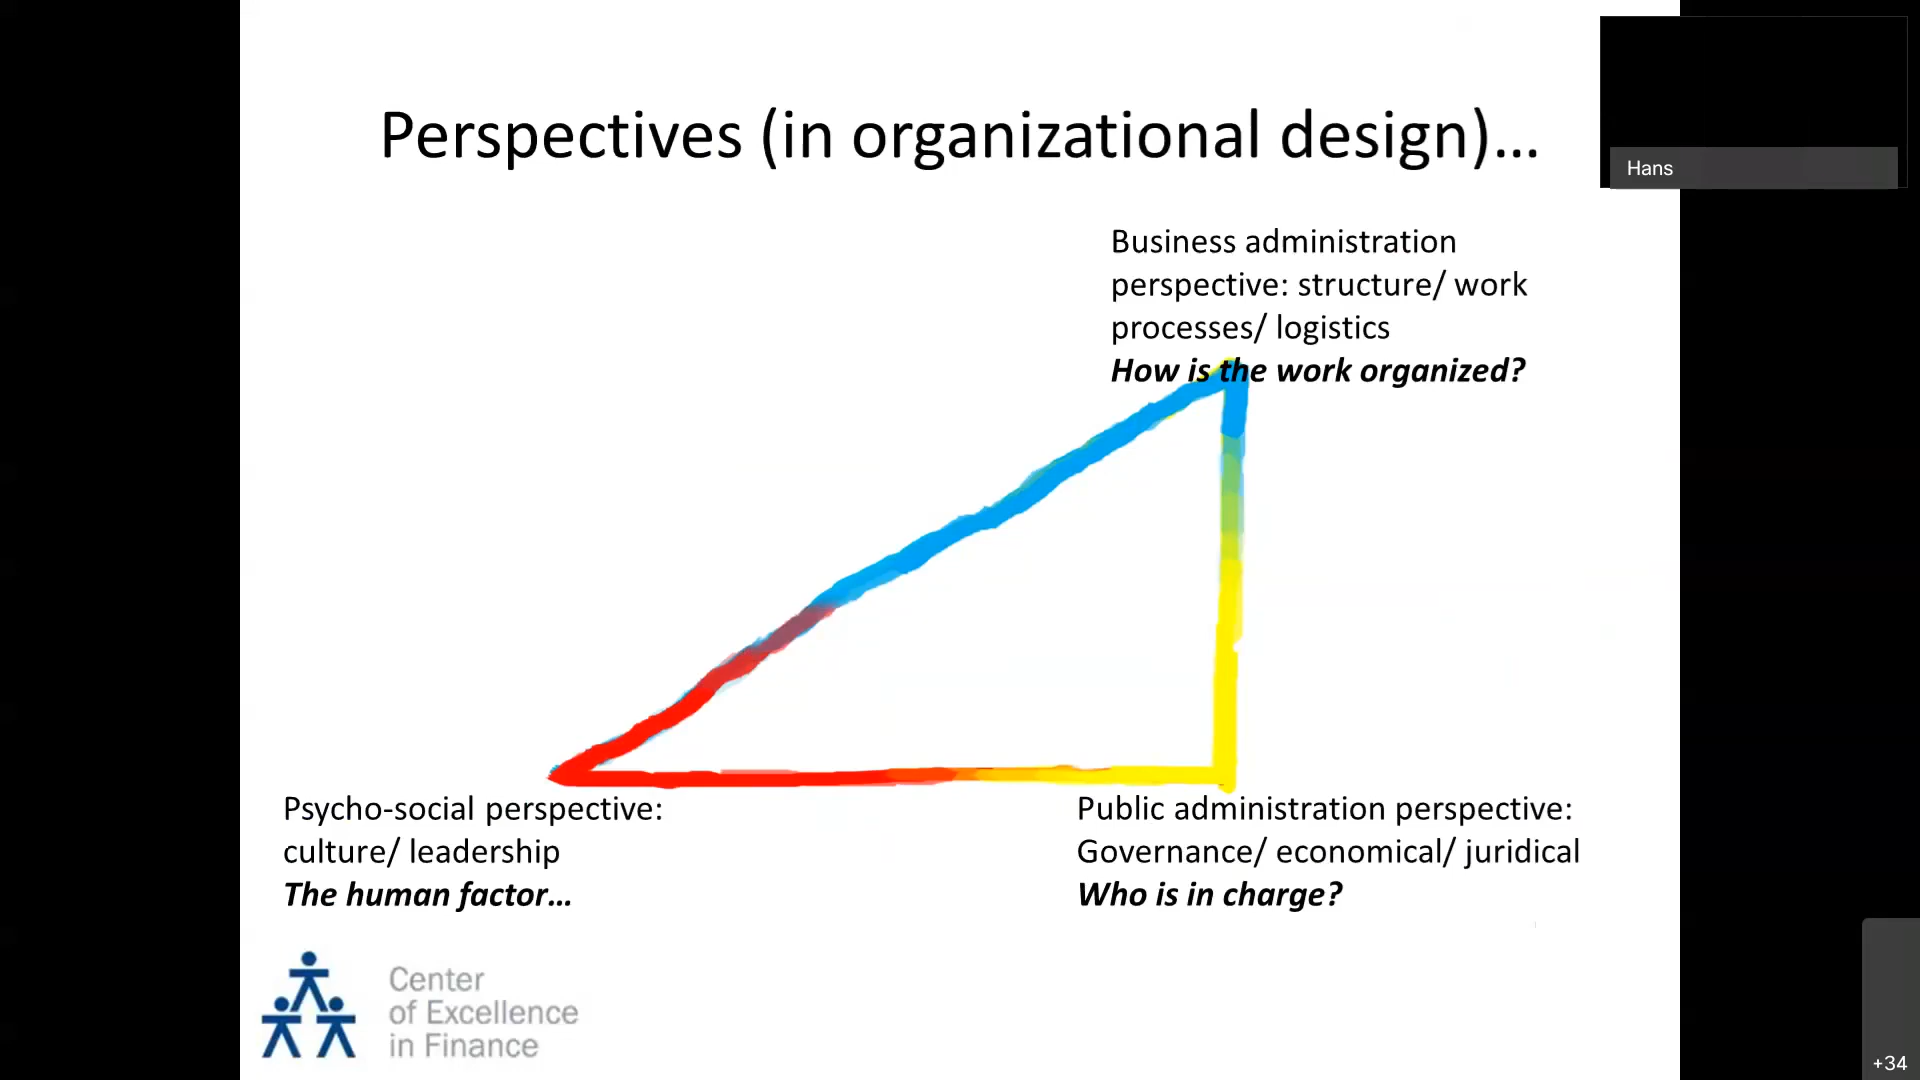 Perspectives (in organizational design)...
Hans
Business administration
perspective: structure/ work
processes/ logistics
How is the work organized?
Psycho-social perspective:
culture/ leadership
The human factor...
Public administration perspective:
Governance/ economical/ juridical
Who is in charge?
Center
of Excellence
in Finance
+34